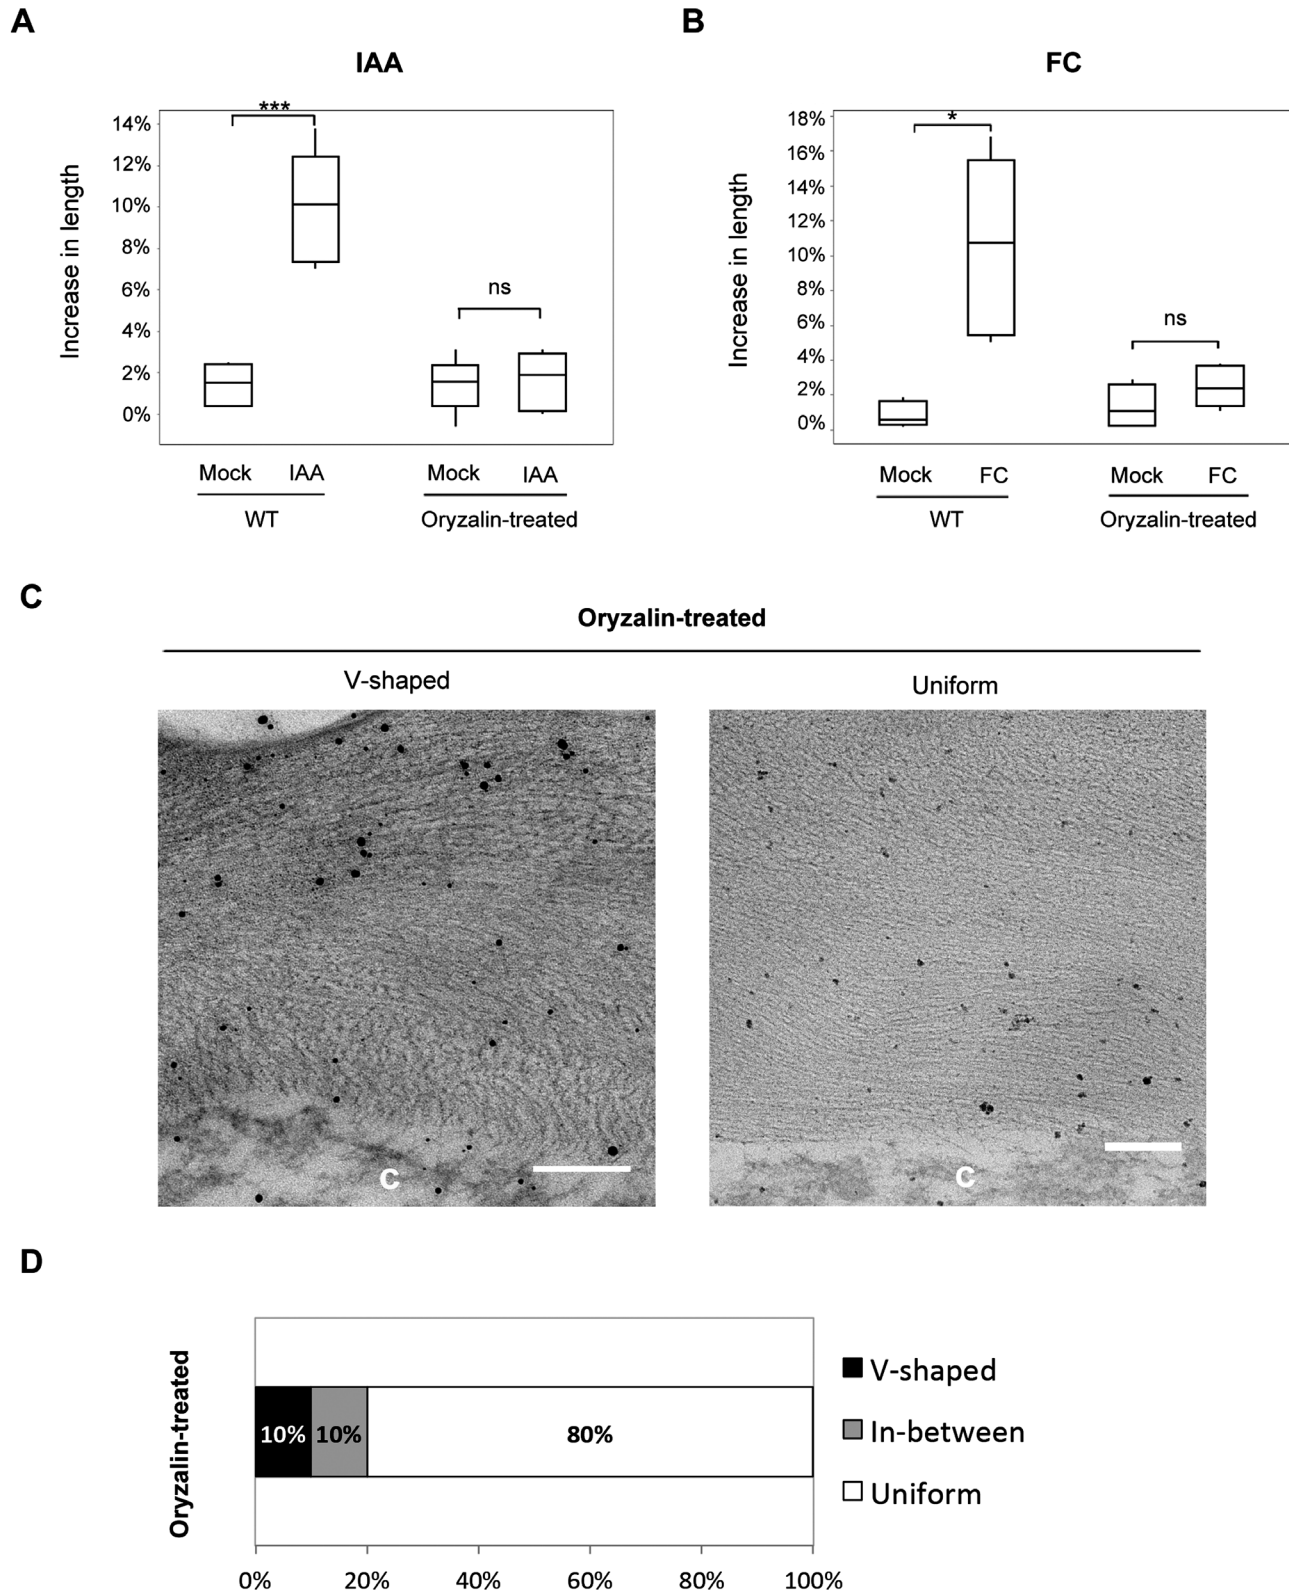 A
IAA
Increase in length
14%
12%
10%
8%
6%
4%
2%
0%
***
ns
Mock IAA Mock IAA
WT Oryzalin-treated
B
FC
Increase in length
18%
16%
14%
12%
10%
8%
6%
4%
2%
0%
*
ns
Mock FC Mock FC
WT Oryzalin-treated
C
Oryzalin-treated
V-shaped Uniform
C C
D
Oryzalin-treated
10% 10% 80%
V-shaped
In-between
Uniform
0% 20% 40% 60% 80% 100%